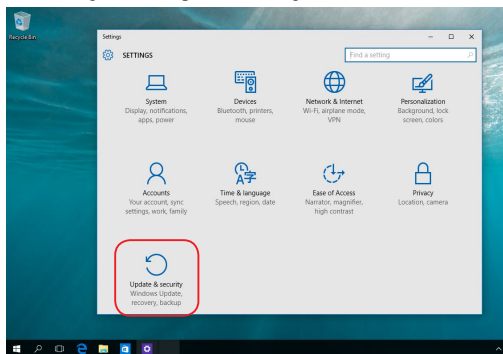 Recycle Bin
Settings
SETTINGS
Find a setting
System
Display, notifications,
apps, power
Devices
Bluetooth, printers,
mouse
Network & Internet
Wi-Fi, airplane mode,
VPN
Personalization
Background, lock
screen, colors
Accounts
Your account, sync
settings, work, family
Time & language
Speech, region, date
Ease of Access
Narrator, magnifier,
high contrast
Privacy
Location, camera
Update & security
Windows Update,
recovery, backup